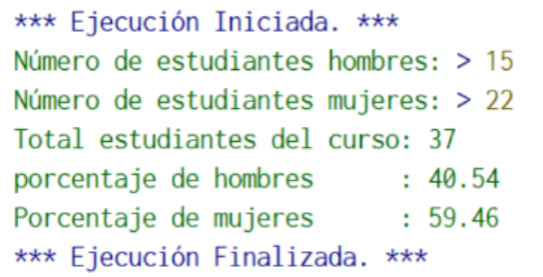 *** Ejecución Iniciada. ***
Número de estudiantes hombres: > 15
Número de estudiantes mujeres: > 22
Total estudiantes del curso: 37
porcentaje de hombres      : 40.54
Porcentaje de mujeres      : 59.46
*** Ejecución Finalizada. ***